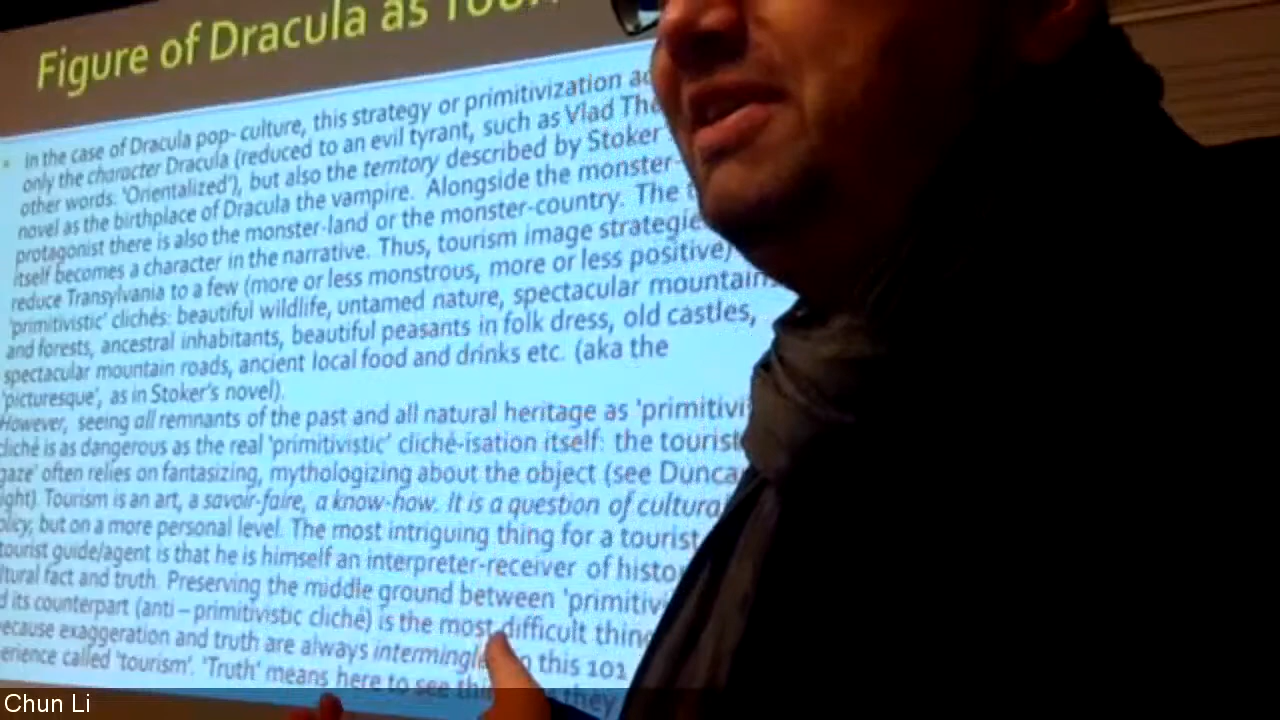 Figure of Dracula as
In the case of Dracula pop-culture, this strategy or primitivization
only the character Dracula (reduced to an evil tyrant, such as Vlad
other words: 'Orientalized'), but also the territory described by Stoker
novel as the birthplace of Dracula the vampire. Alongside the monster-
protagonist there is also the monster-land or the monster-country. The
itself becomes a character in the narrative. Thus, tourism image
reduce Transylvania to a few (more or less monstrous, more or less positive)
'primitivistic' clichés: beautiful wildlife, untamed nature, spectacular
and forests, ancestral inhabitants, beautiful peasants in folk dress, old castles,
spectacular mountain roads, ancient local food and drinks etc. (aka the
'picturesque', as in Stoker's novel).
However, seeing all remnants of the past and all natural heritage as
cliché is as dangerous as the real 'primitivistic' cliché-isation itself: the
gaze' often relies on fantasizing, mythologizing about the object (see
Tourism is an art, a savoir-faire, a know-how. It is a question of
but on a more personal level. The most intriguing thing for a tourist
tourist guide/agent is that he is himself an interpreter-receiver of
fact and truth. Preserving the middle ground between
its counterpart (anti – primitivistic cliché) is the most difficult
because exaggeration and truth are always this 101
called 'tourism'. 'Truth' means here to see they
Chun Li